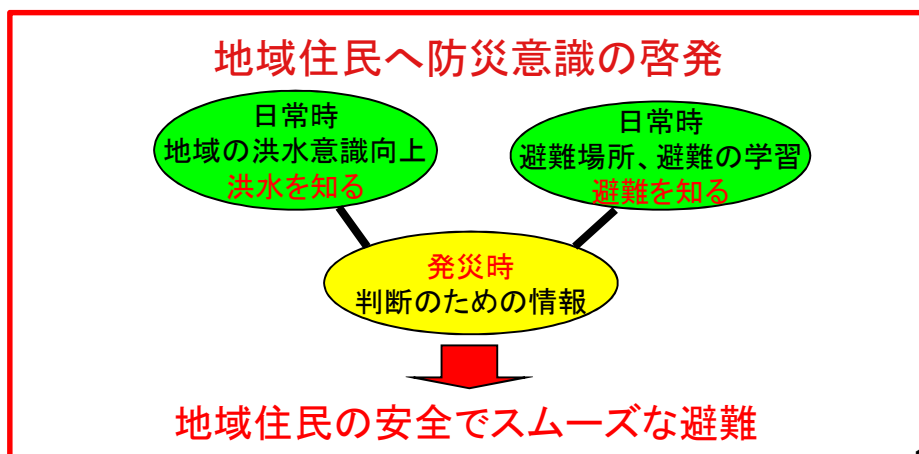 地域住民へ防災意識の啓発
日常時
地域の洪水意識向上
洪水を知る
日常時
避難場所、避難の学習
避難を知る
発災時
判断のための情報
地域住民の安全でスムーズな避難